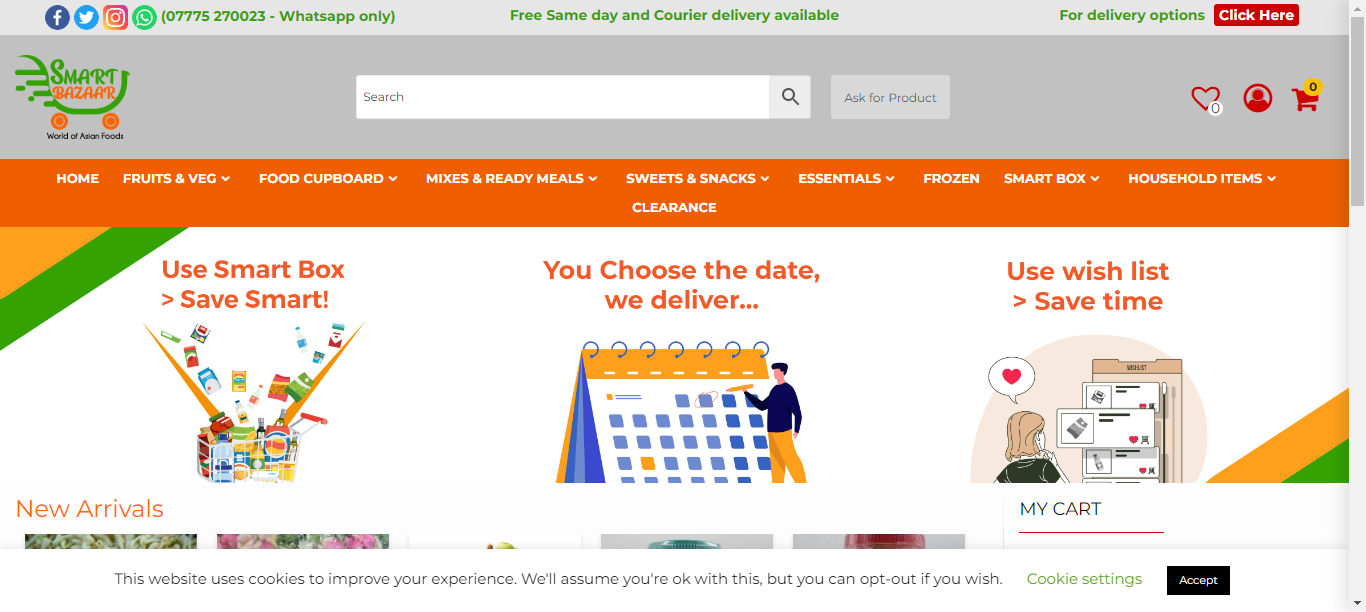 (07775 270023 - Whatsapp only)
Free Same day and Courier delivery available
For delivery options Click Here
SMART
BAZAAR
World of Asian Foods
Search
Ask for Product
0
0
HOME FRUITS & VEG FOOD CUPBOARD MIXES & READY MEALS SWEETS & SNACKS ESSENTIALS FROZEN SMART BOX HOUSEHOLD ITEMS
CLEARANCE
Use Smart Box
> Save Smart!
You Choose the date,
we deliver...
Use wish list
> Save time
WISHLIST
New Arrivals
MY CART
This website uses cookies to improve your experience. We'll assume you're ok with this, but you can opt-out if you wish. Cookie settings Accept